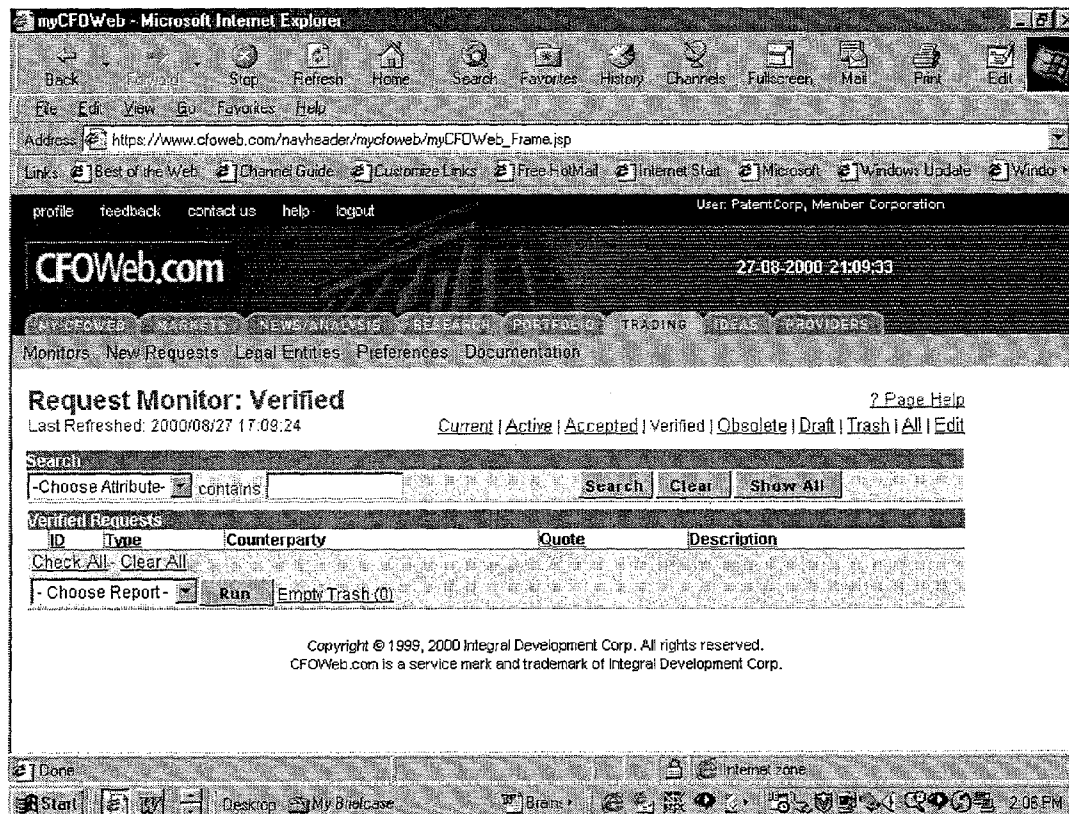 myCFOWeb - Microsoft Internet Explorer
Back Forward Stop Refresh Home Search Favorites History Channels Fullscreen Mail Print Edit
File Edit View Go Favorites Help
Address https://www.cfoweb.com/navheader/mycfoweb/myCFOWeb_Frame.jsp
Links Best of the Web Channel Guide Customize Links Free HotMail Internet Start Microsoft Windows Update Windo
profile feedback contact us help logout User: PatentCorp, Member Corporation
CFOWeb.com 27-08-2000 21:09:33
MY CFOWEB MARKETS NEWS/ANALYSIS RESEARCH PORTFOLIO TRADING IDEAS PROVIDERS
Monitors New Requests Legal Entities Preferences Documentation
Request Monitor: Verified ? Page Help
Last Refreshed: 2000/08/27 17:09:24 Current | Active | Accepted | Verified | Obsolete | Draft | Trash | All | Edit
Search
-Choose Attribute- contains Search Clear Show All
Verified Requests
ID Type Counterparty Quote Description
Check All - Clear All
- Choose Report - Run Empty Trash (0)
Copyright © 1999, 2000 Integral Development Corp. All rights reserved.
CFOWeb.com is a service mark and trademark of Integral Development Corp.
Done Internet zone
Start Desktop My Briefcase 2:06 PM